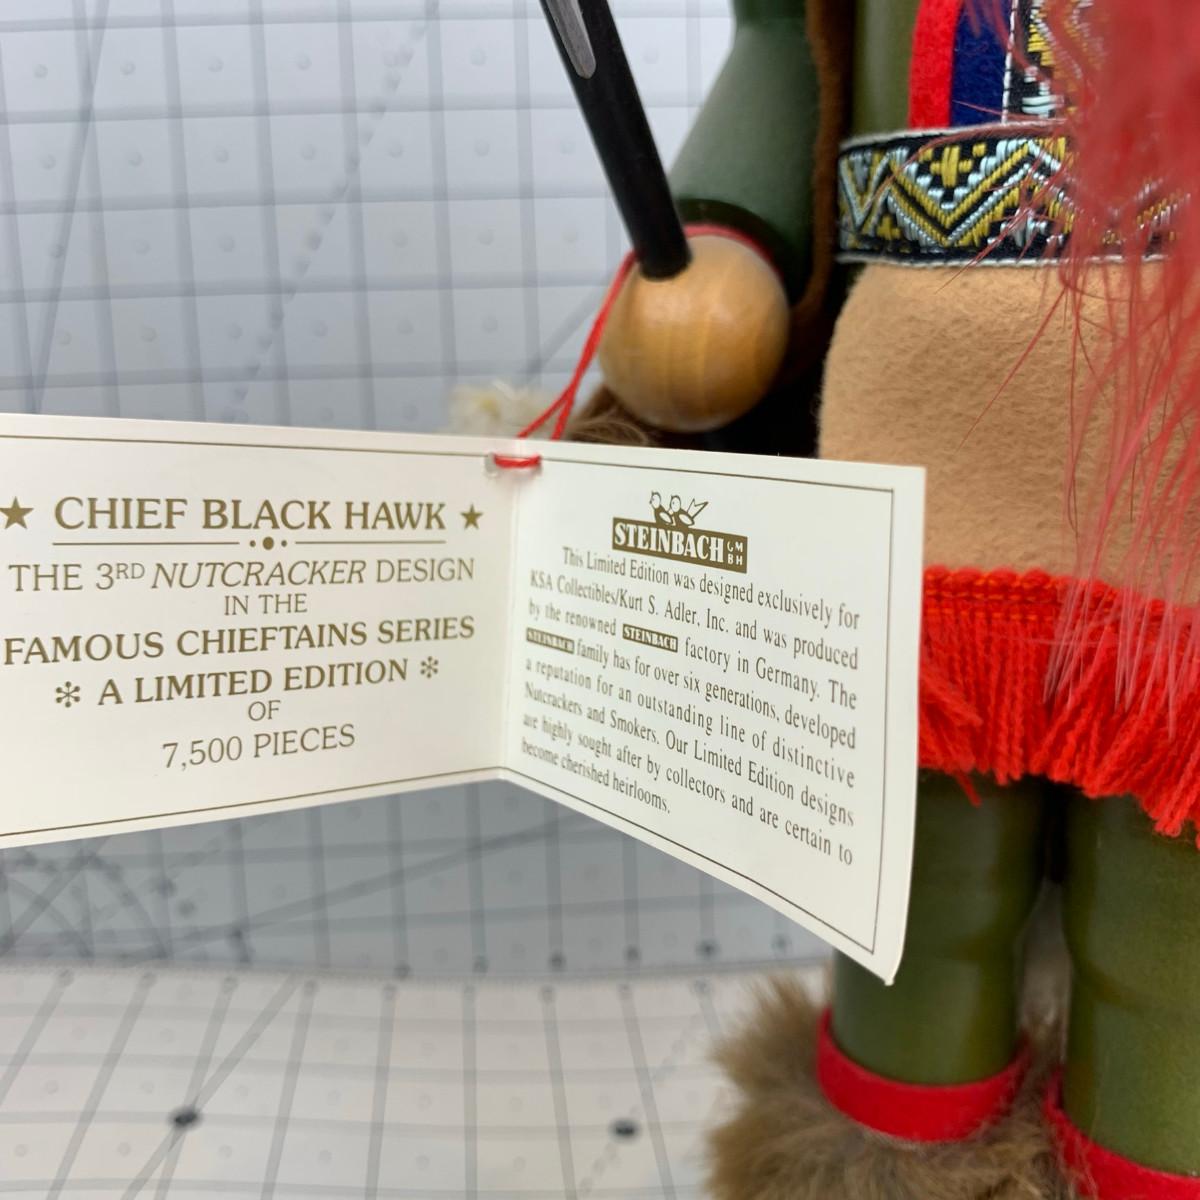 ★ CHIEF BLACK HAWK ★
THE 3RD NUTCRACKER DESIGN
IN THE
FAMOUS CHIEFTAINS SERIES
❇ A LIMITED EDITION ❇
OF
7,500 PIECES
STEINBACH GMBH
This Limited Edition was designed exclusively for
KSA Collectibles/Kurt S. Adler, Inc. and was produced
by the renowned STEINBACH factory in Germany. The
STEINBACH family has for over six generations, developed
a reputation for an outstanding line of distinctive
Nutcrackers and Smokers. Our Limited Edition designs
are highly sought after by collectors and are certain to
become cherished heirlooms.